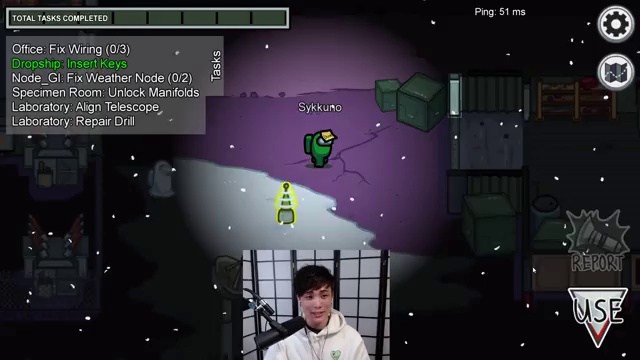 TOTAL TASKS COMPLETED
Ping: 51 ms
Office: Fix Wiring (0/3)
Dropship: Insert Keys
Node_GI: Fix Weather Node (0/2)
Specimen Room: Unlock Manifolds
Laboratory: Align Telescope
Laboratory: Repair Drill
Tasks
Sykkuno
REPORT
USE